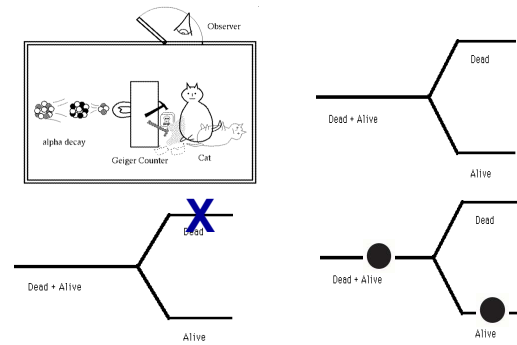 Observer
alpha decay
Geiger Counter
Cat
Dead
Dead + Alive
Alive
Dead
Dead + Alive
Alive
Dead
Dead + Alive
Alive